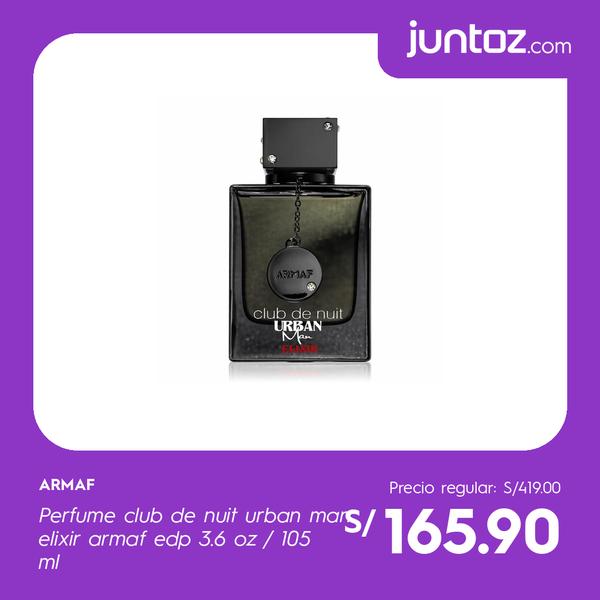 juntoz.com
ARMAF
club de nuit
URBAN
Man
ELIXIR
ARMAF
Precio regular: S/419.00
Perfume club de nuit urban man
elixir armaf edp 3.6 oz / 105
ml
S/ 165.90